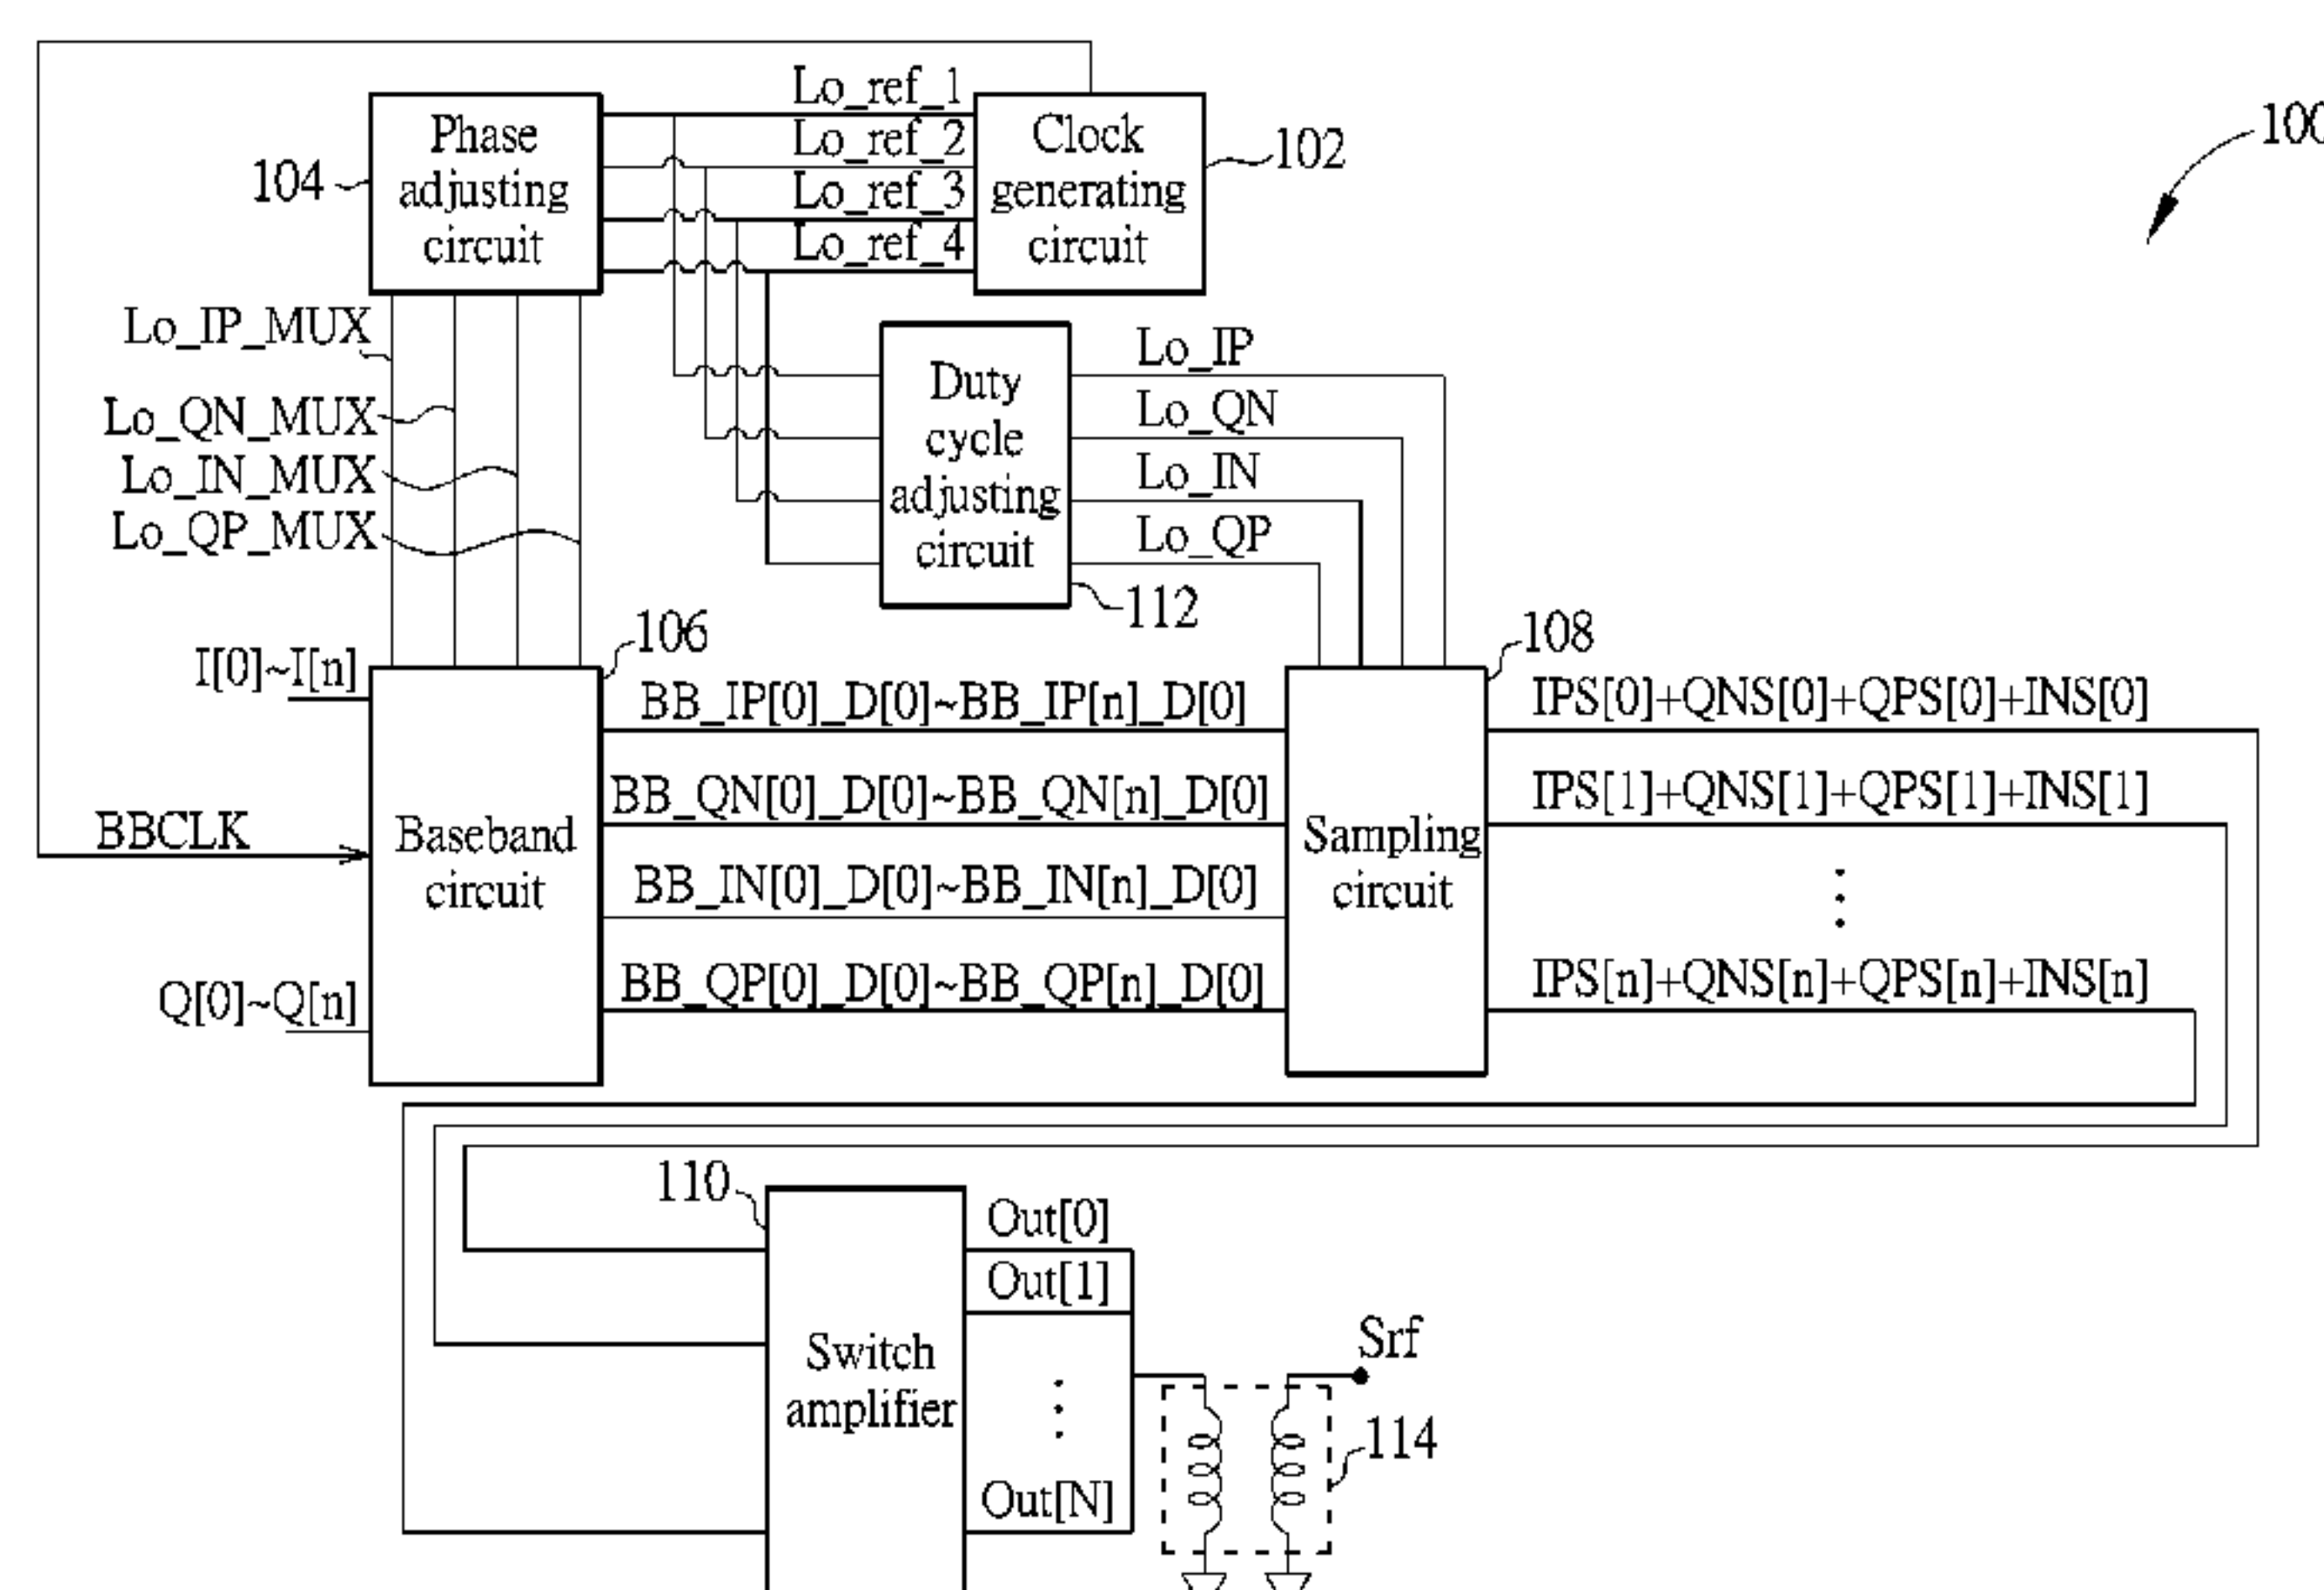 Lo_ref_1
Lo_ref_2
Lo_ref_3
Lo_ref_4
Phase
adjusting
circuit
104
Clock
generating
circuit
102
100
Lo_IP_MUX
Lo_QN_MUX
Lo_IN_MUX
Lo_QP_MUX
Duty
cycle
adjusting
circuit
112
Lo_IP
Lo_QN
Lo_IN
Lo_QP
I[0]~I[n]
BBCLK
Q[0]~Q[n]
106
Baseband
circuit
BB_IP[0]_D[0]~BB_IP[n]_D[0]
BB_QN[0]_D[0]~BB_QN[n]_D[0]
BB_IN[0]_D[0]~BB_IN[n]_D[0]
BB_QP[0]_D[0]~BB_QP[n]_D[0]
108
Sampling
circuit
IPS[0]+QNS[0]+QPS[0]+INS[0]
IPS[1]+QNS[1]+QPS[1]+INS[1]
IPS[n]+QNS[n]+QPS[n]+INS[n]
110
Switch
amplifier
Out[0]
Out[1]
Out[N]
Srf
114